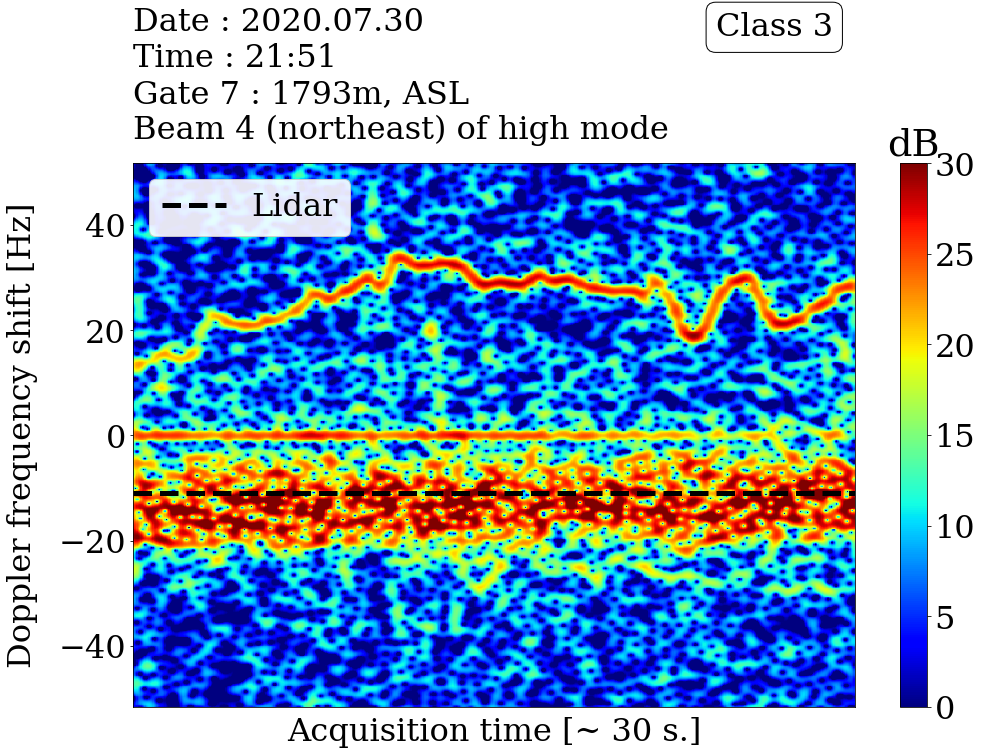 Date : 2020.07.30
Time : 21:51
Gate 7 : 1793m, ASL
Beam 4 (northeast) of high mode
Class 3
dB
Lidar
Doppler frequency shift [Hz]
40
20
0
−20
−40
30
25
20
15
10
5
0
Acquisition time [~ 30 s.]